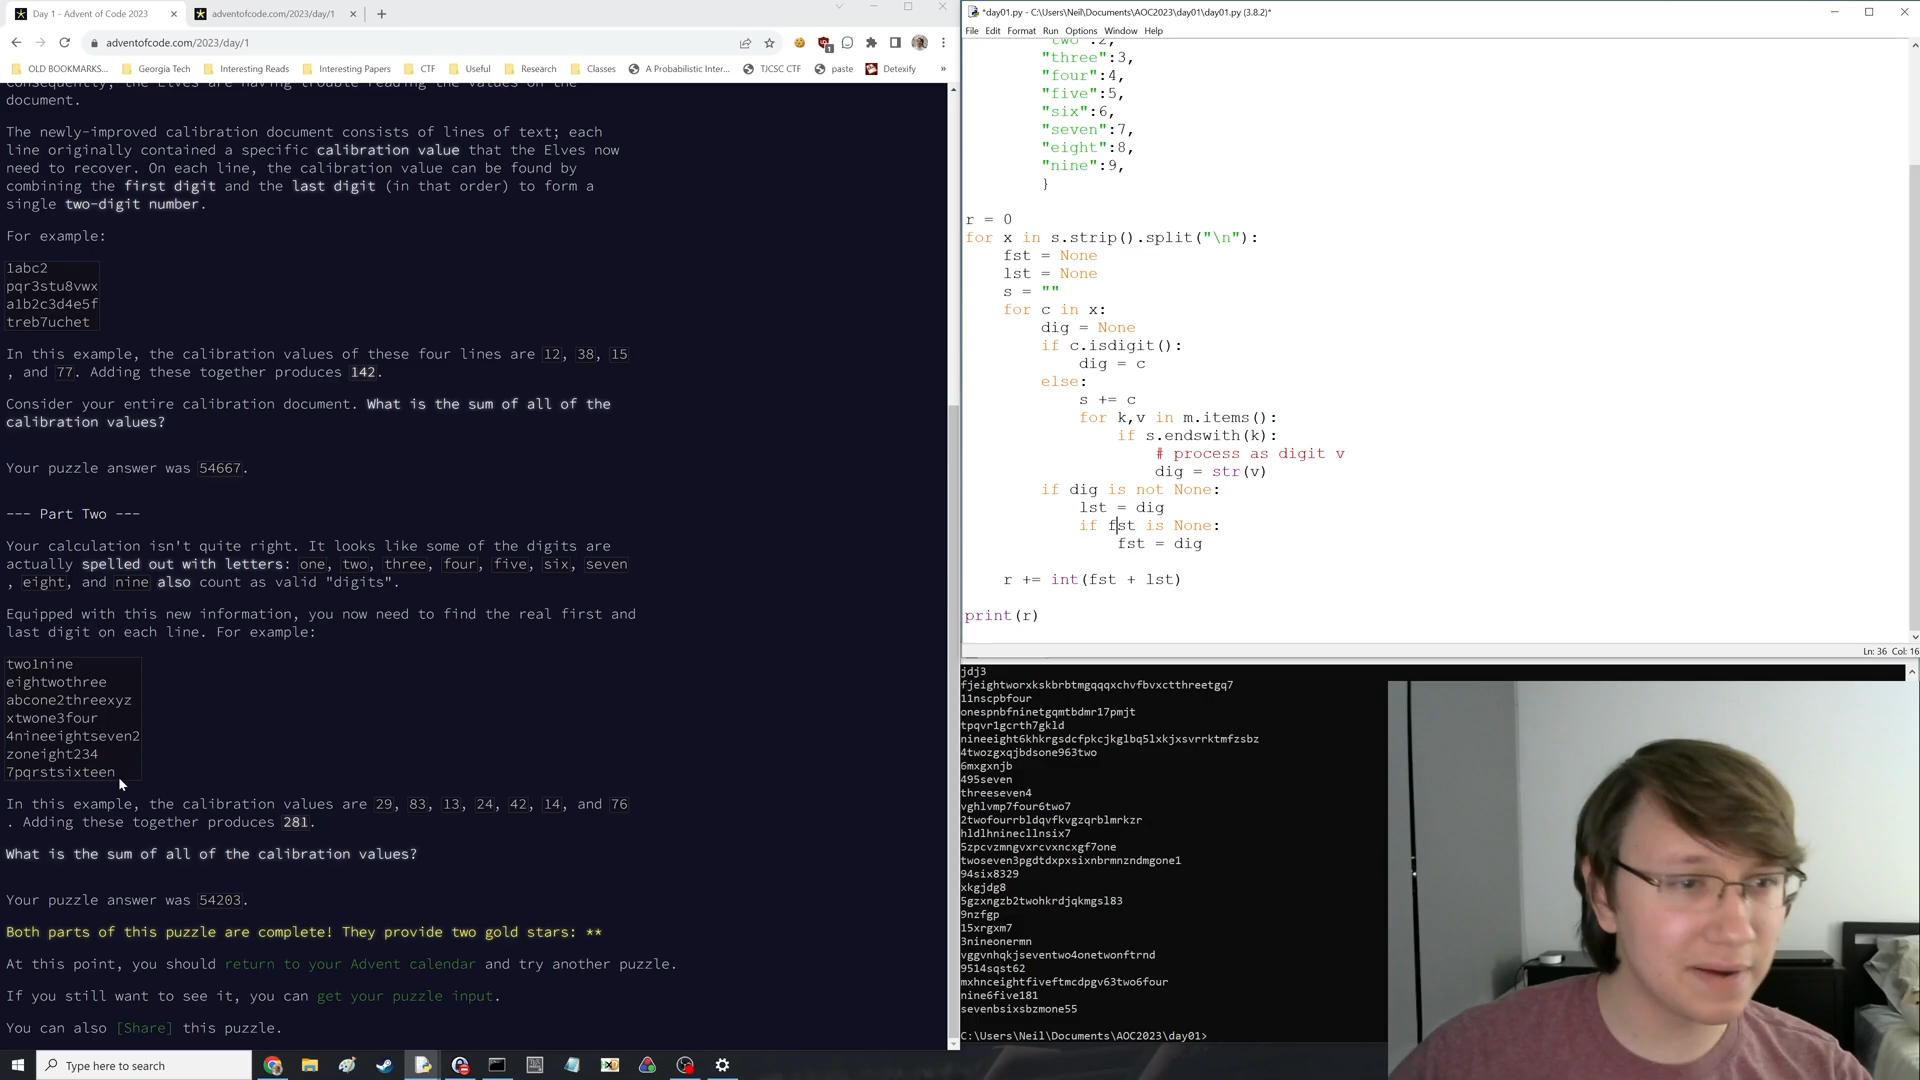 Day 1 - Advent of Code 2023
adventofcode.com/2023/day/1
adventofcode.com/2023/day/1
OLD BOOKMARKS...
Georgia Tech
Interesting Reads
Interesting Papers
CTF
Useful
Research
Classes
A Probabilistic Inter...
TJCSC CTF
paste
Detexify
»
Consequently, the Elves are having trouble reading the values on the
document.
The newly-improved calibration document consists of lines of text; each
line originally contained a specific calibration value that the Elves now
need to recover. On each line, the calibration value can be found by
combining the first digit and the last digit (in that order) to form a
single two-digit number.
For example:
1abc2
pqr3stu8vwx
a1b2c3d4e5f
treb7uchet
In this example, the calibration values of these four lines are 12, 38, 15
, and 77. Adding these together produces 142.
Consider your entire calibration document. What is the sum of all of the
calibration values?
Your puzzle answer was 54667.
--- Part Two ---
Your calculation isn't quite right. It looks like some of the digits are
actually spelled out with letters: one, two, three, four, five, six, seven
, eight, and nine also count as valid "digits".
Equipped with this new information, you now need to find the real first and
last digit on each line. For example:
two1nine
eightwothree
abcone2threexyz
xtwone3four
4nineeightseven2
zoneight234
7pqrstsixteen
In this example, the calibration values are 29, 83, 13, 24, 42, 14, and 76
. Adding these together produces 281.
What is the sum of all of the calibration values?
Your puzzle answer was 54203.
Both parts of this puzzle are complete! They provide two gold stars: **
At this point, you should return to your Advent calendar and try another puzzle.
If you still want to see it, you can get your puzzle input.
You can also [Share] this puzzle.
Type here to search
*day01.py - C:\Users\Neil\Documents\AOC2023\day01\day01.py (3.8.2)*
File Edit Format Run Options Window Help
"two":2,
"three":3,
"four":4,
"five":5,
"six":6,
"seven":7,
"eight":8,
"nine":9,
}
r = 0
for x in s.strip().split("\n"):
fst = None
lst = None
s = ""
for c in x:
dig = None
if c.isdigit():
dig = c
else:
s += c
for k,v in m.items():
if s.endswith(k):
# process as digit v
dig = str(v)
if dig is not None:
lst = dig
if fst is None:
fst = dig
r += int(fst + lst)
print(r)
Ln: 36 Col: 16
jdj3
fjeightworxkskbrbtmgqqqxchvfbvxctthreetgq7
11nscpbfour
onespnbfninetgqmtbdmr17pmjt
tpqvr1gcrth7gkld
nineeight6khkrgsdcfpkcjkglbq5lxkjxsvrrktmfzsbz
4twozgxqjbdsone963two
6mxgxnjb
495seven
threeseven4
vghlvmp7four6two7
2twofourrbldqvfkvgzqrblmrkzr
hldlhninecllnsix7
5zpcvzmngvxrcvxncxgf7one
twoseven3pgdtdxpxsixnbrmnzndmgone1
94six8329
xkgjdg8
5gzxngzb2twohkrdjqkmgsl83
9nzfgp
15xrgxm7
3nineonermn
vggvnhqkjseventwo4onetwonftrnd
9514sqst62
mxhnceightfiveftmcdpgv63two6four
nine6five181
sevenbsixsbzmone55
C:\Users\Neil\Documents\AOC2023\day01>